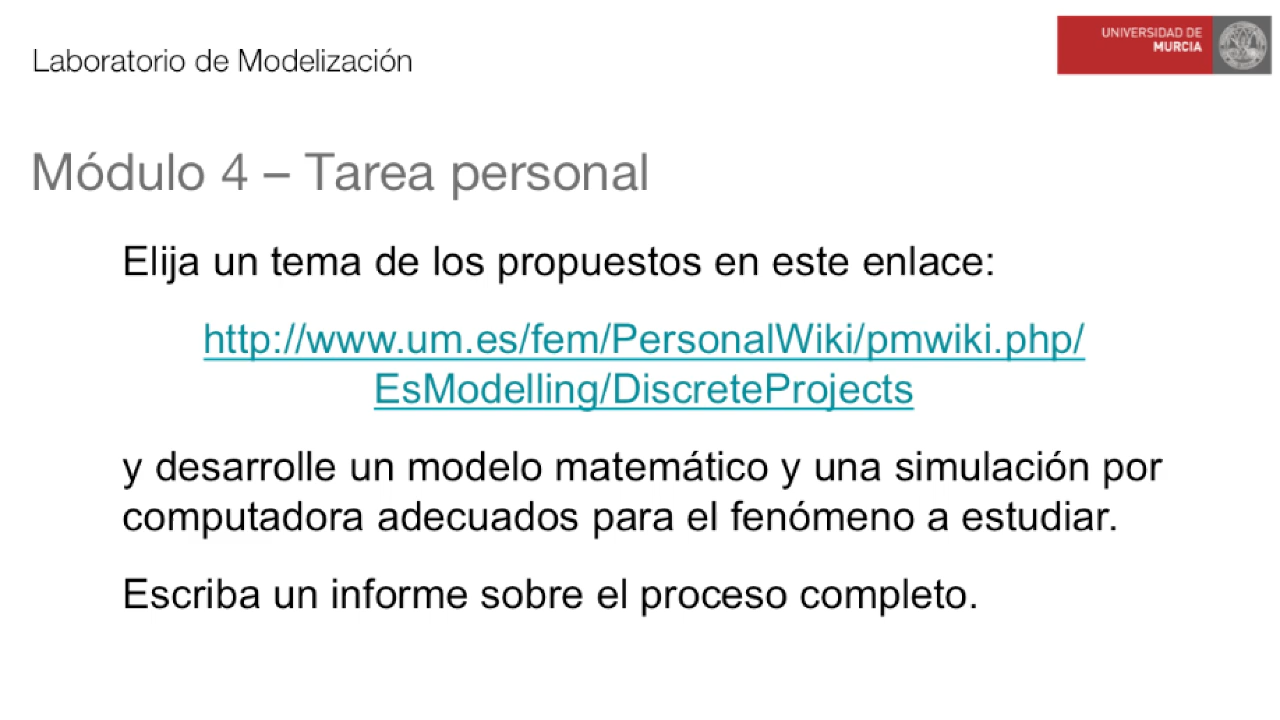 Laboratorio de Modelización
UNIVERSIDAD DE
MURCIA
Módulo 4 – Tarea personal
Elija un tema de los propuestos en este enlace:
http://www.um.es/fem/PersonalWiki/pmwiki.php/
EsModelling/DiscreteProjects
y desarrolle un modelo matemático y una simulación por
computadora adecuados para el fenómeno a estudiar.
Escriba un informe sobre el proceso completo.